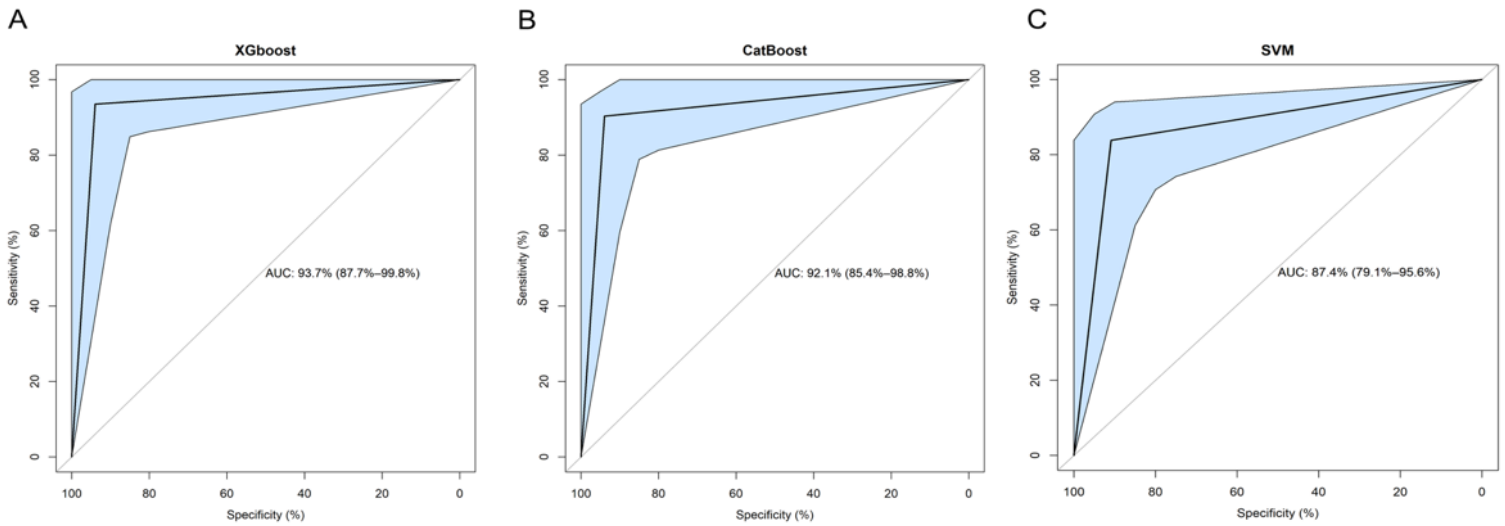 A
XGboost
100
80
60
40
20
0
Sensitivity (%)
AUC: 93.7% (87.7%–99.8%)
100 80 60 40 20 0
Specificity (%)
B
CatBoost
100
80
60
40
20
0
Sensitivity (%)
AUC: 92.1% (85.4%–98.8%)
100 80 60 40 20 0
Specificity (%)
C
SVM
100
80
60
40
20
0
Sensitivity (%)
AUC: 87.4% (79.1%–95.6%)
100 80 60 40 20 0
Specificity (%)